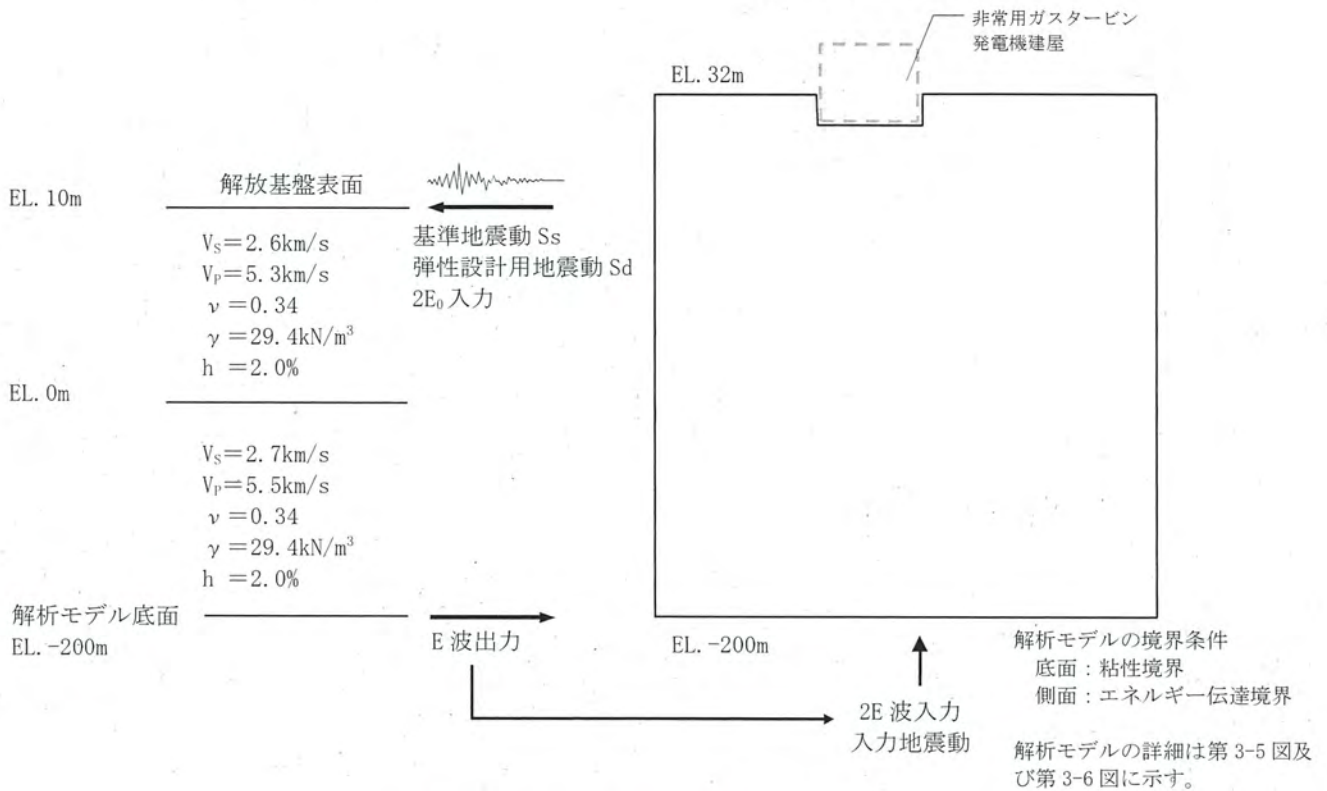 非常用ガスタービン
発電機建屋
EL. 32m
解放基盤表面
EL. 10m
基準地震動 Ss
弾性設計用地震動 Sd
2E₀ 入力
Vs＝2.6km/s
VP＝5.3km/s
ν＝0.34
γ＝29.4kN/m³
h ＝2.0%
EL. 0m
Vs＝2.7km/s
VP＝5.5km/s
ν＝0.34
γ＝29.4kN/m³
h ＝2.0%
解析モデル底面
EL. -200m
E 波出力
EL. -200m
2E 波入力
入力地震動
解析モデルの境界条件
底面：粘性境界
側面：エネルギー伝達境界
解析モデルの詳細は第 3-5 図及
び第 3-6 図に示す。